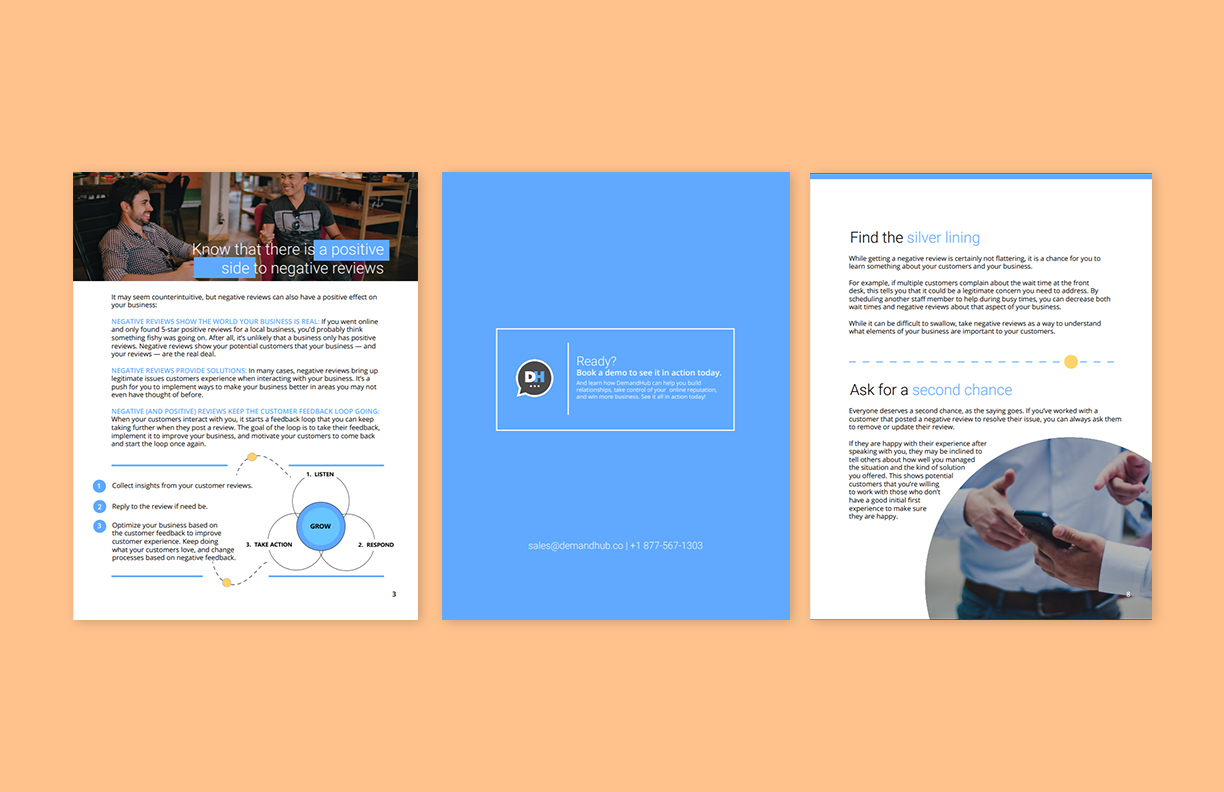 Know that there is a positive
side to negative reviews
It may seem counterintuitive, but negative reviews can also have a positive effect on
your business:
NEGATIVE REVIEWS SHOW THE WORLD YOUR BUSINESS IS REAL: If you went online
and only found 5-star positive reviews for a local business, you'd probably think
something fishy was going on. After all, it's unlikely that a business only has positive
reviews. Negative reviews show your potential customers that your business — and
your reviews — are the real deal.
NEGATIVE REVIEWS PROVIDE SOLUTIONS: In many cases, negative reviews bring up
legitimate issues customers experience when interacting with your business. It's a
push for you to implement ways to make your business better in areas you may not
even have thought of before.
NEGATIVE (AND POSITIVE) REVIEWS KEEP THE CUSTOMER FEEDBACK LOOP GOING:
When your customers interact with you, it starts a feedback loop that you can keep
taking further when they post a review. The goal of the loop is to take their feedback,
implement it to improve your business, and motivate your customers to come back
and start the loop once again.
1 Collect insights from your customer reviews.
2 Reply to the review if need be.
3 Optimize your business based on
the customer feedback to improve
customer experience. Keep doing
what your customers love, and change
processes based on negative feedback.
1. LISTEN
GROW
3. TAKE ACTION
2. RESPOND
3
DH
Ready?
Book a demo to see it in action today.
And learn how DemandHub can help you build
relationships, take control of your online reputation,
and win more business. See it all in action today!
sales@demandhub.co | +1 877-567-1303
Find the silver lining
While getting a negative review is certainly not flattering, it is a chance for you to
learn something about your customers and your business.
For example, if multiple customers complain about the wait time at the front
desk, this tells you that it could be a legitimate concern you need to address. By
scheduling another staff member to help during busy times, you can decrease both
wait times and negative reviews about that aspect of your business.
While it can be difficult to swallow, take negative reviews as a way to understand
what elements of your business are important to your customers.
Ask for a second chance
Everyone deserves a second chance, as the saying goes. If you've worked with a
customer that posted a negative review to resolve their issue, you can always ask them
to remove or update their review.
If they are happy with their experience after
speaking with you, they may be inclined to
tell others about how well you managed
the situation and the kind of solution
you offered. This shows potential
customers that you're willing
to work with those who don't
have a good initial first
experience to make sure
they are happy.
8